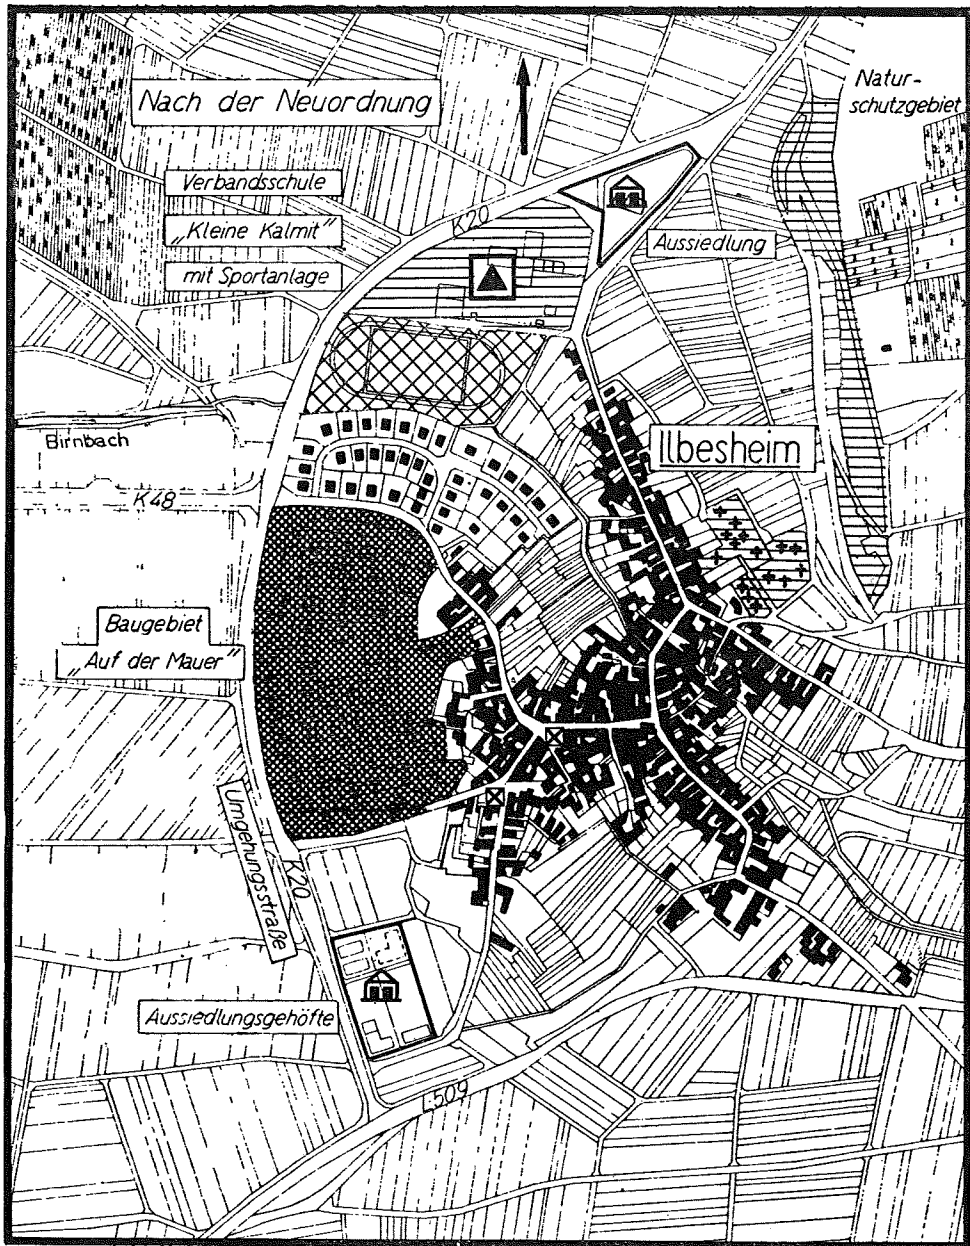 Nach der Neuordnung
Natur-
schutzgebiet
Verbandsschule
„Kleine Kalmit"
mit Sportanlage
K20
Aussiedlung
Birnbach
Ilbesheim
K48
Baugebiet
„Auf der Mauer"
Umgehungsstraße
K20
Aussiedlungsgehöfte
L509